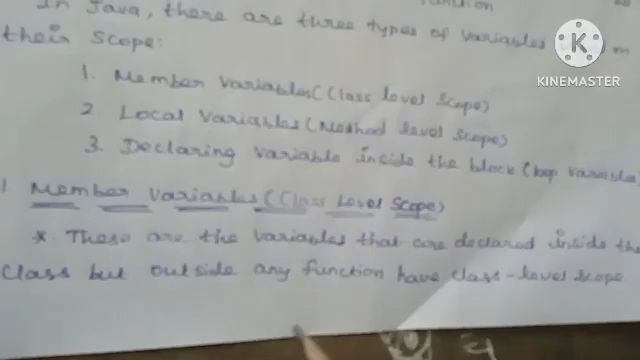 In Java, there are three types of variables on
their scope:
1. Member Variables (Class level scope)
2 Local Variables (Method level scope)
3. Declaring variable inside the block (loop variable)
1 Member Variables (Class Level Scope)
* These are the variables that are declared inside the
class but outside any function have class-level scope.
K
KINEMASTER